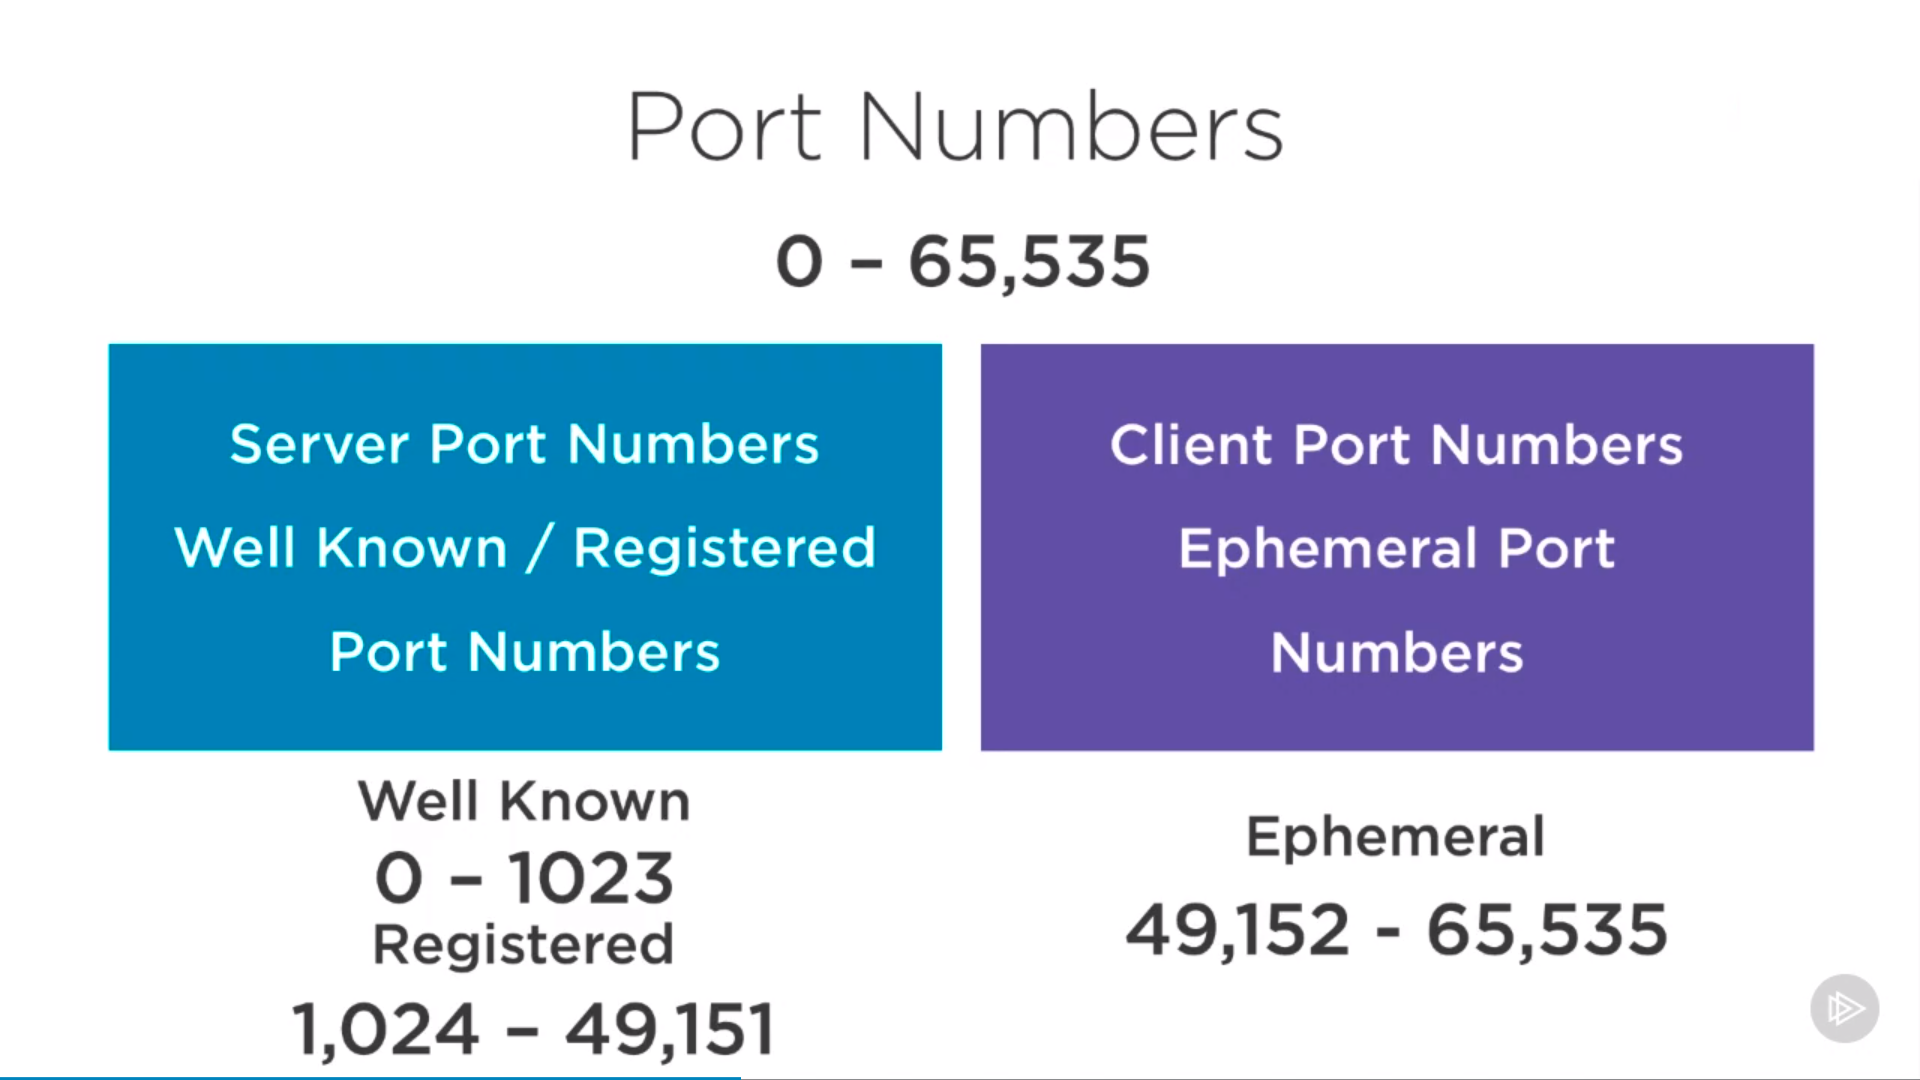 Port Numbers
0 – 65,535
Server Port Numbers
Well Known / Registered
Port Numbers
Well Known
0 – 1023
Registered
1,024 – 49,151
Client Port Numbers
Ephemeral Port
Numbers
Ephemeral
49,152 - 65,535